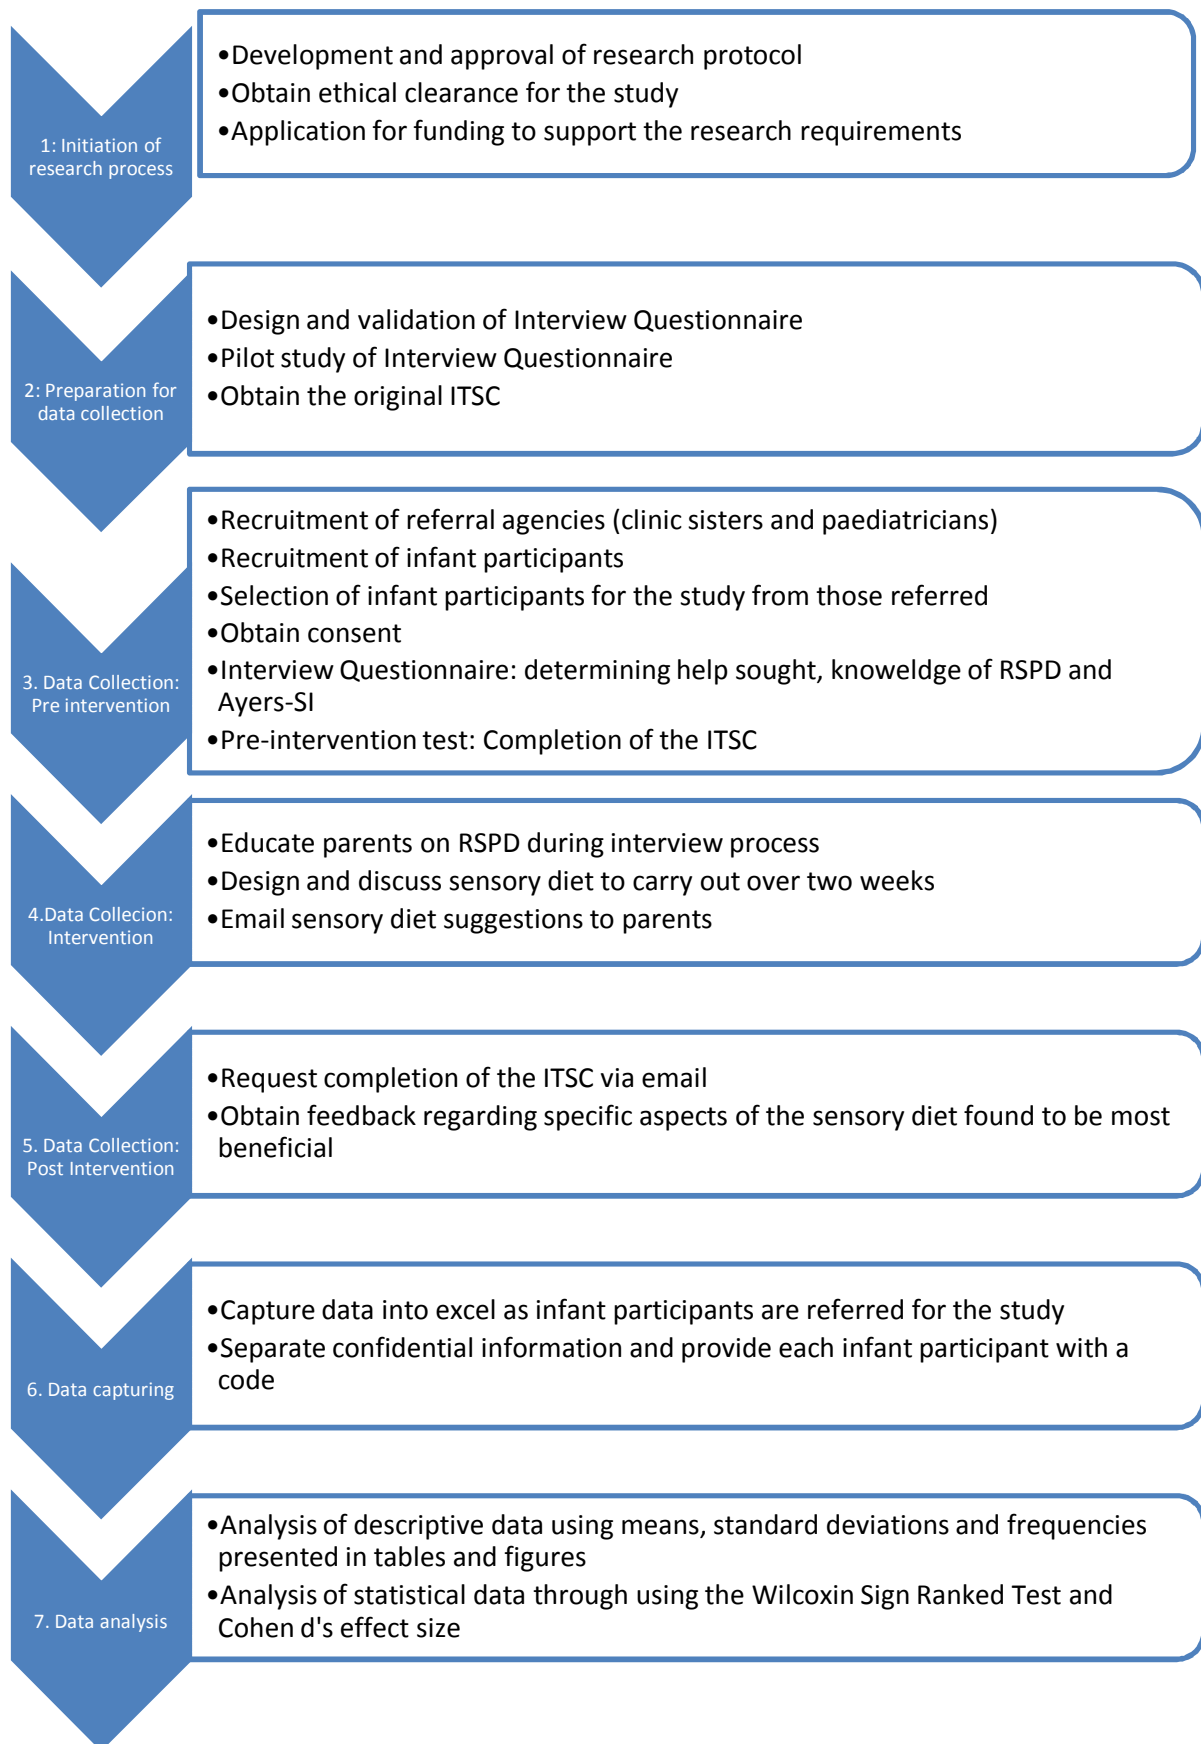 1: Initiation of
research process
•Development and approval of research protocol
•Obtain ethical clearance for the study
•Application for funding to support the research requirements
2: Preparation for
data collection
•Design and validation of Interview Questionnaire
•Pilot study of Interview Questionnaire
•Obtain the original ITSC
3. Data Collection:
Pre intervention
•Recruitment of referral agencies (clinic sisters and paediatricians)
•Recruitment of infant participants
•Selection of infant participants for the study from those referred
•Obtain consent
•Interview Questionnaire: determining help sought, knoweldge of RSPD and
Ayers-SI
•Pre-intervention test: Completion of the ITSC
4.Data Collecion:
Intervention
•Educate parents on RSPD during interview process
•Design and discuss sensory diet to carry out over two weeks
•Email sensory diet suggestions to parents
5. Data Collection:
Post Intervention
•Request completion of the ITSC via email
•Obtain feedback regarding specific aspects of the sensory diet found to be most
beneficial
6. Data capturing
•Capture data into excel as infant participants are referred for the study
•Separate confidential information and provide each infant participant with a
code
7. Data analysis
•Analysis of descriptive data using means, standard deviations and frequencies
presented in tables and figures
•Analysis of statistical data through using the Wilcoxin Sign Ranked Test and
Cohen d's effect size